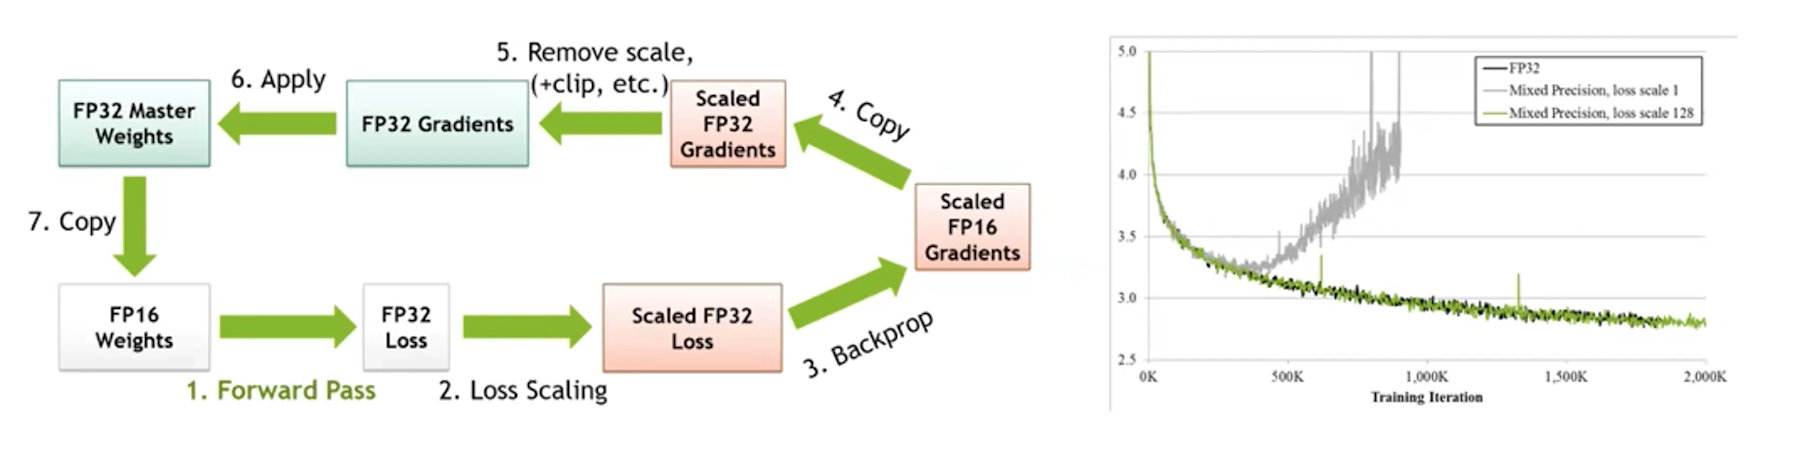 5. Remove scale,
(+clip, etc.)
6. Apply
FP32 Master
Weights
FP32 Gradients
Scaled
FP32
Gradients
4. Copy
Scaled
FP16
Gradients
7. Copy
FP16
Weights
FP32
Loss
Scaled FP32
Loss
3. Backprop
1. Forward Pass
2. Loss Scaling
5.0
4.5
4.0
3.5
3.0
2.5
FP32
Mixed Precision, loss scale 1
Mixed Precision, loss scale 128
0K
500K
1,000K
1,500K
2,000K
Training Iteration